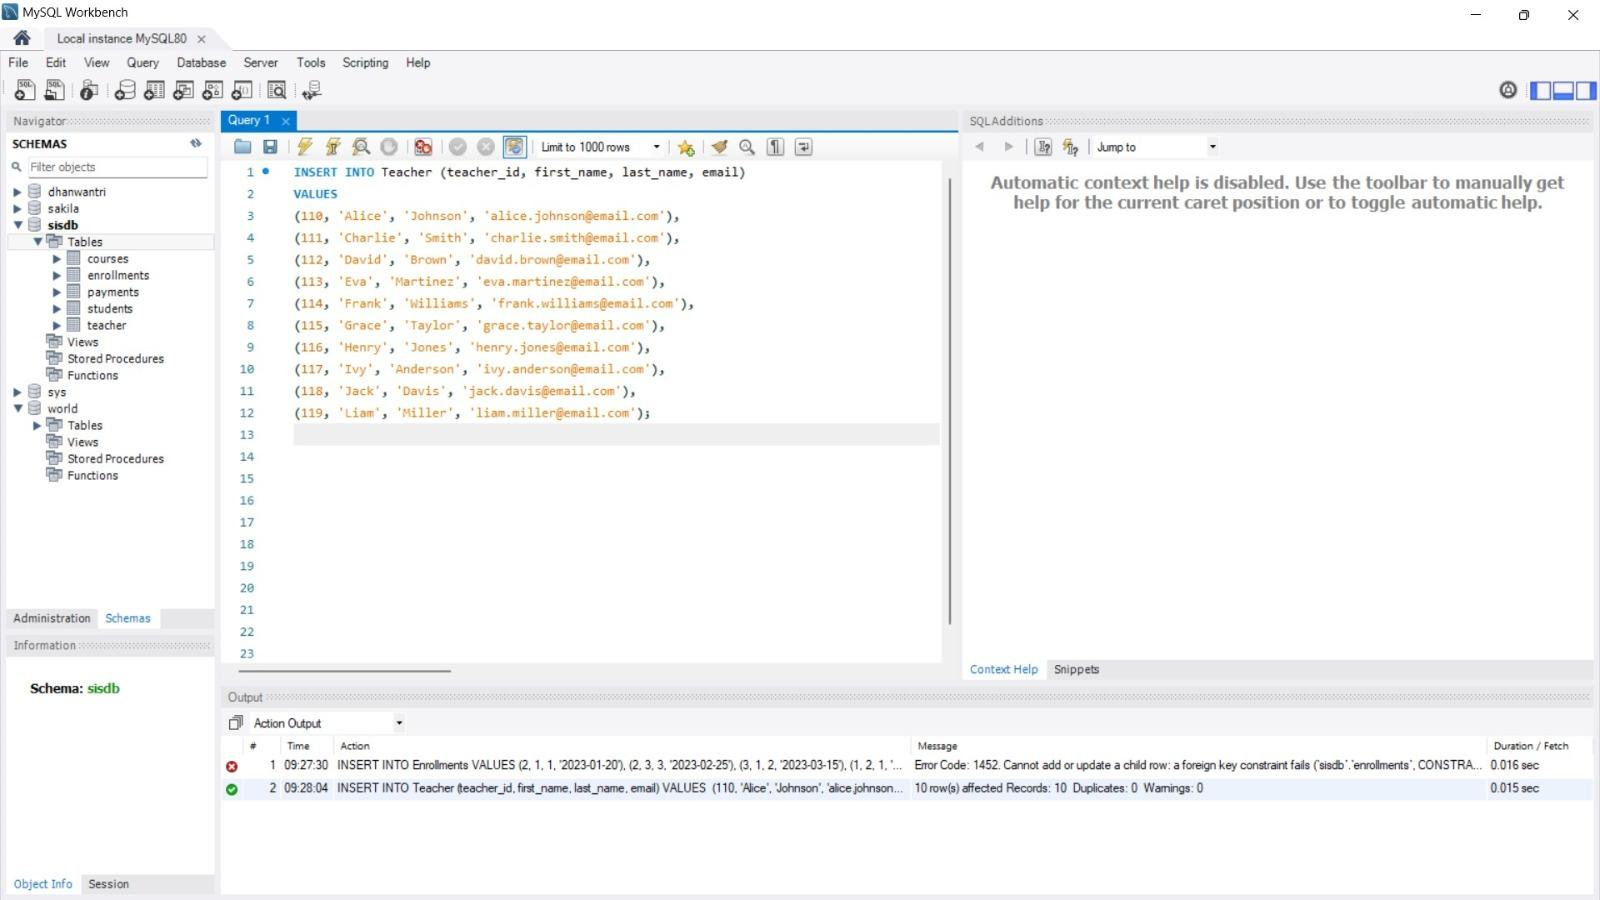 MySQL Workbench
Local instance MySQL80
File Edit View Query Database Server Tools Scripting Help
Navigator
SCHEMAS
Filter objects
dhanwantri
sakila
sisdb
Tables
courses
enrollments
payments
students
teacher
Views
Stored Procedures
Functions
sys
world
Tables
Views
Stored Procedures
Functions
Administration Schemas
Information
Schema: sisdb
Object Info Session
Query 1
Limit to 1000 rows
1 INSERT INTO Teacher (teacher_id, first_name, last_name, email)
2 VALUES
3 (110, 'Alice', 'Johnson', 'alice.johnson@email.com'),
4 (111, 'Charlie', 'Smith', 'charlie.smith@email.com'),
5 (112, 'David', 'Brown', 'david.brown@email.com'),
6 (113, 'Eva', 'Martinez', 'eva.martinez@email.com'),
7 (114, 'Frank', 'Williams', 'frank.williams@email.com'),
8 (115, 'Grace', 'Taylor', 'grace.taylor@email.com'),
9 (116, 'Henry', 'Jones', 'henry.jones@email.com'),
10 (117, 'Ivy', 'Anderson', 'ivy.anderson@email.com'),
11 (118, 'Jack', 'Davis', 'jack.davis@email.com'),
12 (119, 'Liam', 'Miller', 'liam.miller@email.com');
13
14
15
16
17
18
19
20
21
22
23
SQLAdditions
Jump to
Automatic context help is disabled. Use the toolbar to manually get
help for the current caret position or to toggle automatic help.
Context Help Snippets
Output
Action Output
# Time Action Message Duration / Fetch
1 09:27:30 INSERT INTO Enrollments VALUES (2, 1, 1, '2023-01-20'), (2, 3, 3, '2023-02-25'), (3, 1, 2, '2023-03-15'), (1, 2, 1, '... Error Code: 1452. Cannot add or update a child row: a foreign key constraint fails (`sisdb`.`enrollments`, CONSTRA... 0.016 sec
2 09:28:04 INSERT INTO Teacher (teacher_id, first_name, last_name, email) VALUES (110, 'Alice', 'Johnson', 'alice.johnson... 10 row(s) affected Records: 10 Duplicates: 0 Warnings: 0 0.015 sec